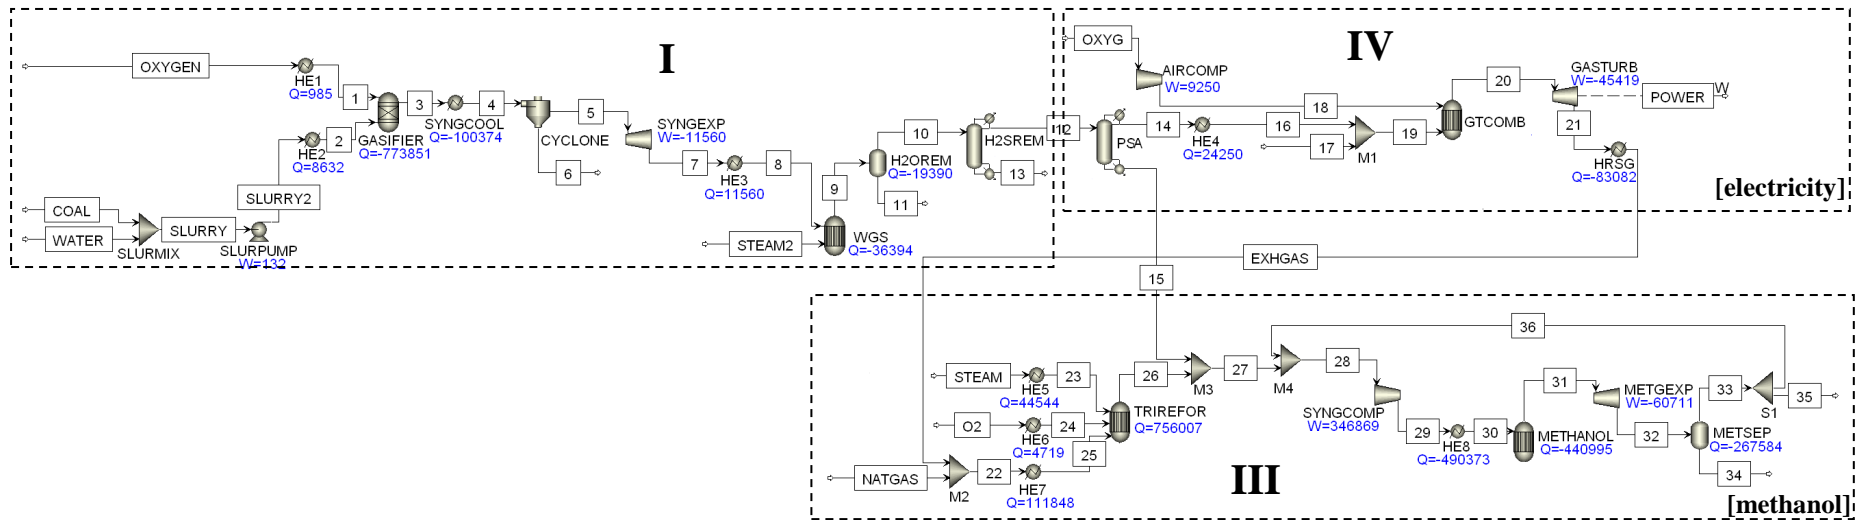 I
OXYGEN
HE1
Q=985
1
3
4
5
GASIFIER
Q=-773851
SYNGCOOL
Q=-100374
CYCLONE
6
HE2
Q=8632
2
SLURRY2
COAL
WATER
SLURMIX
SLURRY
SLURPUMP
W=132
SYNGEXP
W=-11560
7
HE3
Q=11560
8
9
STEAM2
WGS
Q=-36394
10
H2OREM
Q=-19390
11
H2SREM
13
12
IV
OXYG
AIRCOMP
W=9250
PSA
14
HE4
Q=24250
16
17
18
M1
19
GTCOMB
20
GASTURB
W=-45419
POWER
W
21
HRSG
Q=-83082
[electricity]
EXHGAS
15
III
STEAM
HE5
Q=44544
23
O2
HE6
Q=4719
24
NATGAS
M2
22
HE7
Q=111848
25
TRIREFOR
Q=756007
26
M3
27
M4
28
36
SYNGCOMP
W=346869
29
HE8
Q=-490373
30
METHANOL
Q=-440995
31
METGEXP
W=-60711
32
METSEP
Q=-267584
33
34
S1
35
[methanol]